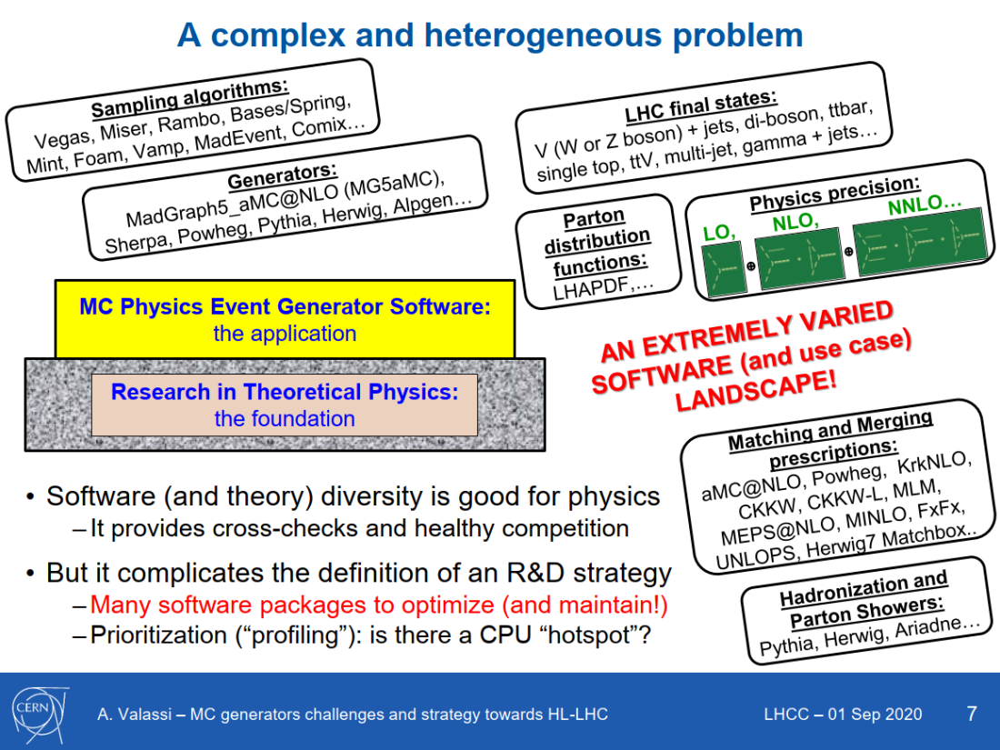 A complex and heterogeneous problem
Sampling algorithms:
Vegas, Miser, Rambo, Bases/Spring,
Mint, Foam, Vamp, MadEvent, Comix…
Generators:
MadGraph5_aMC@NLO (MG5aMC),
Sherpa, Powheg, Pythia, Herwig, Alpgen…
LHC final states:
V (W or Z boson) + jets, di-boson, ttbar,
single top, ttV, multi-jet, gamma + jets…
Parton
distribution
functions:
LHAPDF,…
Physics precision:
LO, NLO, NNLO…
⊕ ⊕
MC Physics Event Generator Software:
the application
Research in Theoretical Physics:
the foundation
AN EXTREMELY VARIED
SOFTWARE (and use case)
LANDSCAPE!
Matching and Merging
prescriptions:
aMC@NLO, Powheg, KrkNLO,
CKKW, CKKW-L, MLM,
MEPS@NLO, MINLO, FxFx,
UNLOPS, Herwig7 Matchbox..
Hadronization and
Parton Showers:
Pythia, Herwig, Ariadne…
• Software (and theory) diversity is good for physics
– It provides cross-checks and healthy competition
• But it complicates the definition of an R&D strategy
– Many software packages to optimize (and maintain!)
– Prioritization (“profiling”): is there a CPU “hotspot”?
CERN
A. Valassi – MC generators challenges and strategy towards HL-LHC
LHCC – 01 Sep 2020
7